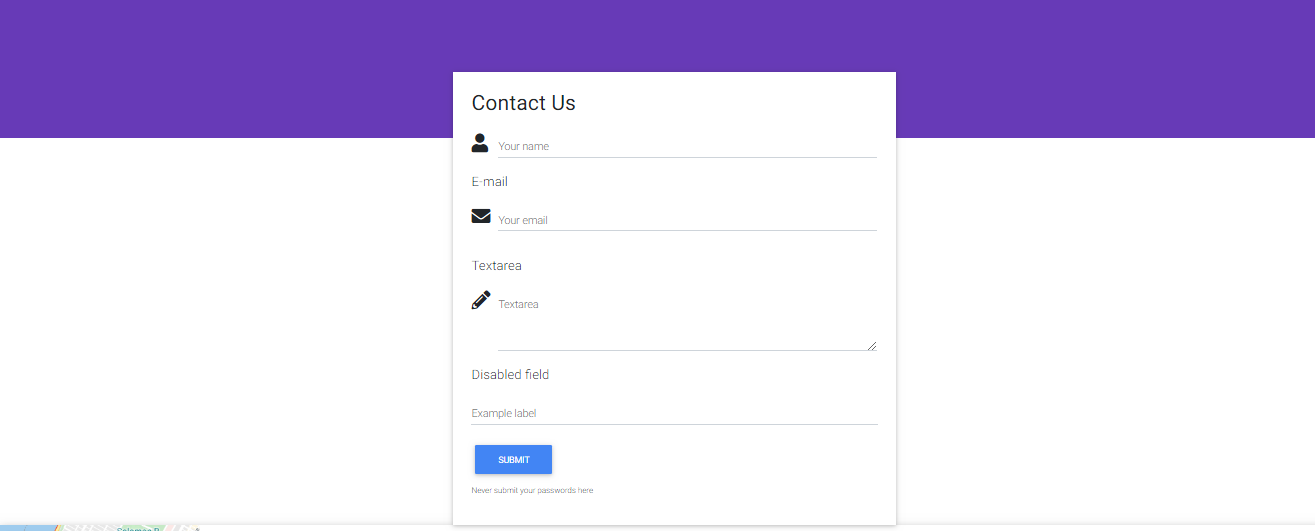 Contact Us
Your name
E-mail
Your email
Textarea
Textarea
Disabled field
Example label
SUBMIT
Never submit your passwords here